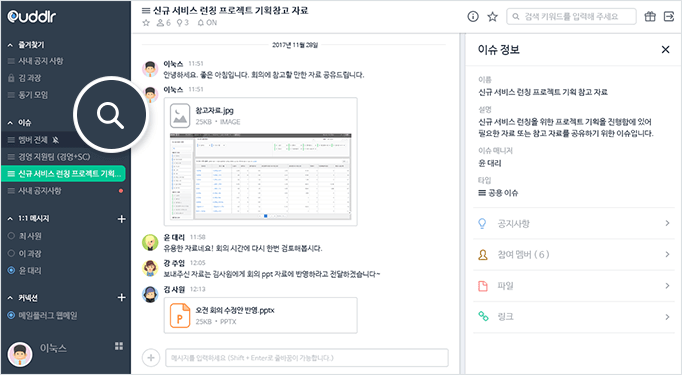 Cuddlr
즐겨찾기
사내 공지 사항
김 과장
동기 모임
이슈
멤버 전체
경영 지원팀 (경영+SC)
신규 서비스 런칭 프로젝트 기획...
사내 공지사항
1:1 메시지
최 사원
이 과장
윤 대리
커넥션
메일플러그 웹메일
이눅스
신규 서비스 런칭 프로젝트 기획참고 자료
6 3 ON
검색 키워드를 입력해 주세요
2017년 11월 28일
이눅스 11:51
안녕하세요. 좋은 아침입니다. 회의에 참고할 만한 자료 공유드립니다.
이눅스 11:51
참고자료.jpg
25KB · IMAGE
윤 대리 11:58
유용한 자료네요! 회의 시간에 다시 한번 검토해봅시다.
강 주임 12:05
보내주신 자료는 김사원에게 회의 ppt 자료에 반영하라고 전달하겠습니다~
김 사원 12:13
오전 회의 수정안 반영.pptx
25KB · PPTX
메시지를 입력하세요 (Shift + Enter로 줄바꿈이 가능합니다.)
이슈 정보
이름
신규 서비스 런칭 프로젝트 기획 참고 자료
설명
신규 서비스 런칭을 위한 프로젝트 기획을 진행함에 있어
필요한 자료 또는 참고 자료를 공유하기 위한 이슈입니다.
이슈 매니저
윤 대리
타입
공용 이슈
공지사항
참여 멤버 ( 6 )
파일
링크